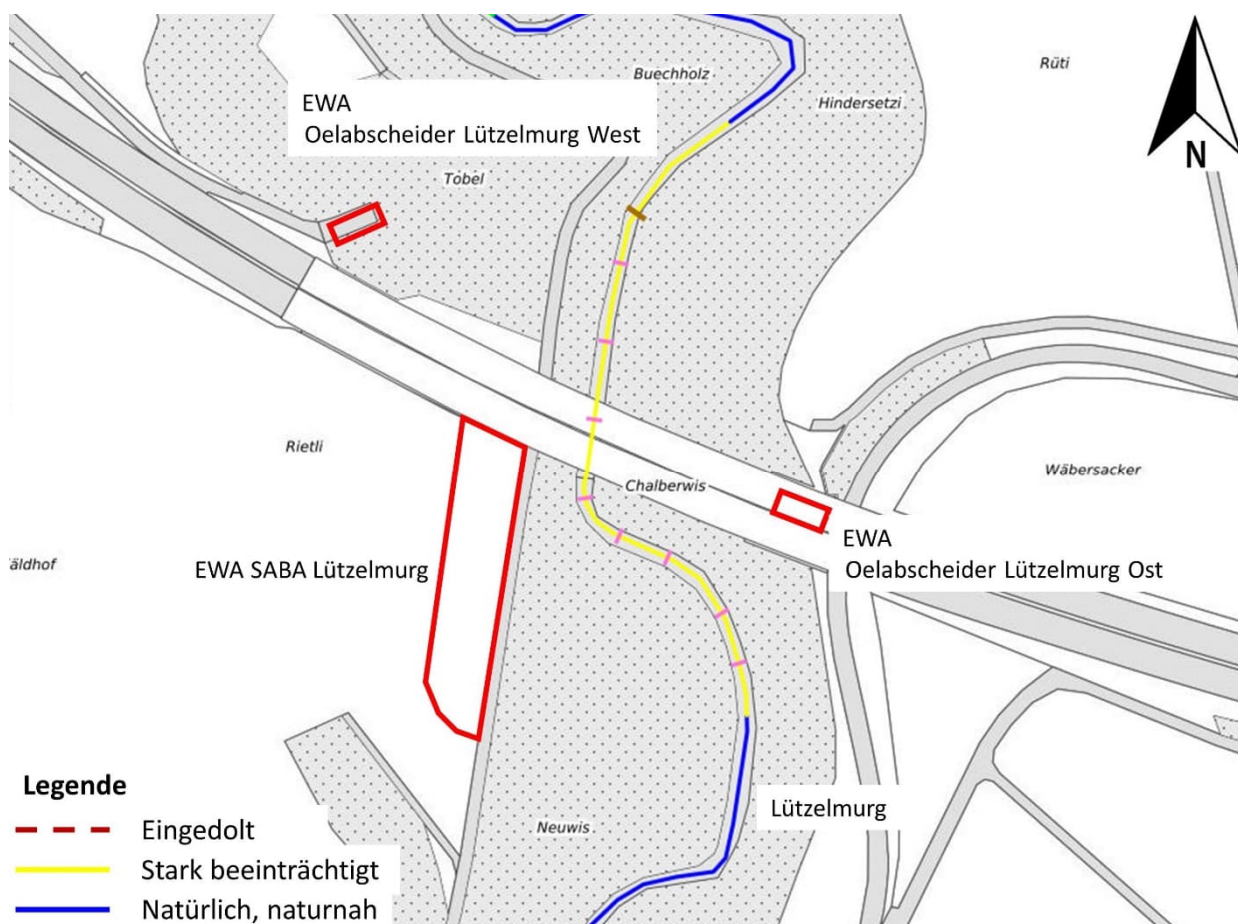 Buechholz
Rüti
Hindersetzi
EWA
Oelabscheider Lützelmurg West
N
Tobel
Rietli
Chalberwis
Wäbersacker
EWA
Oelabscheider Lützelmurg Ost
äldhof
EWA SABA Lützelmurg
Legende
Eingedolt
Stark beeinträchtigt
Natürlich, naturnah
Neuwis
Lützelmurg